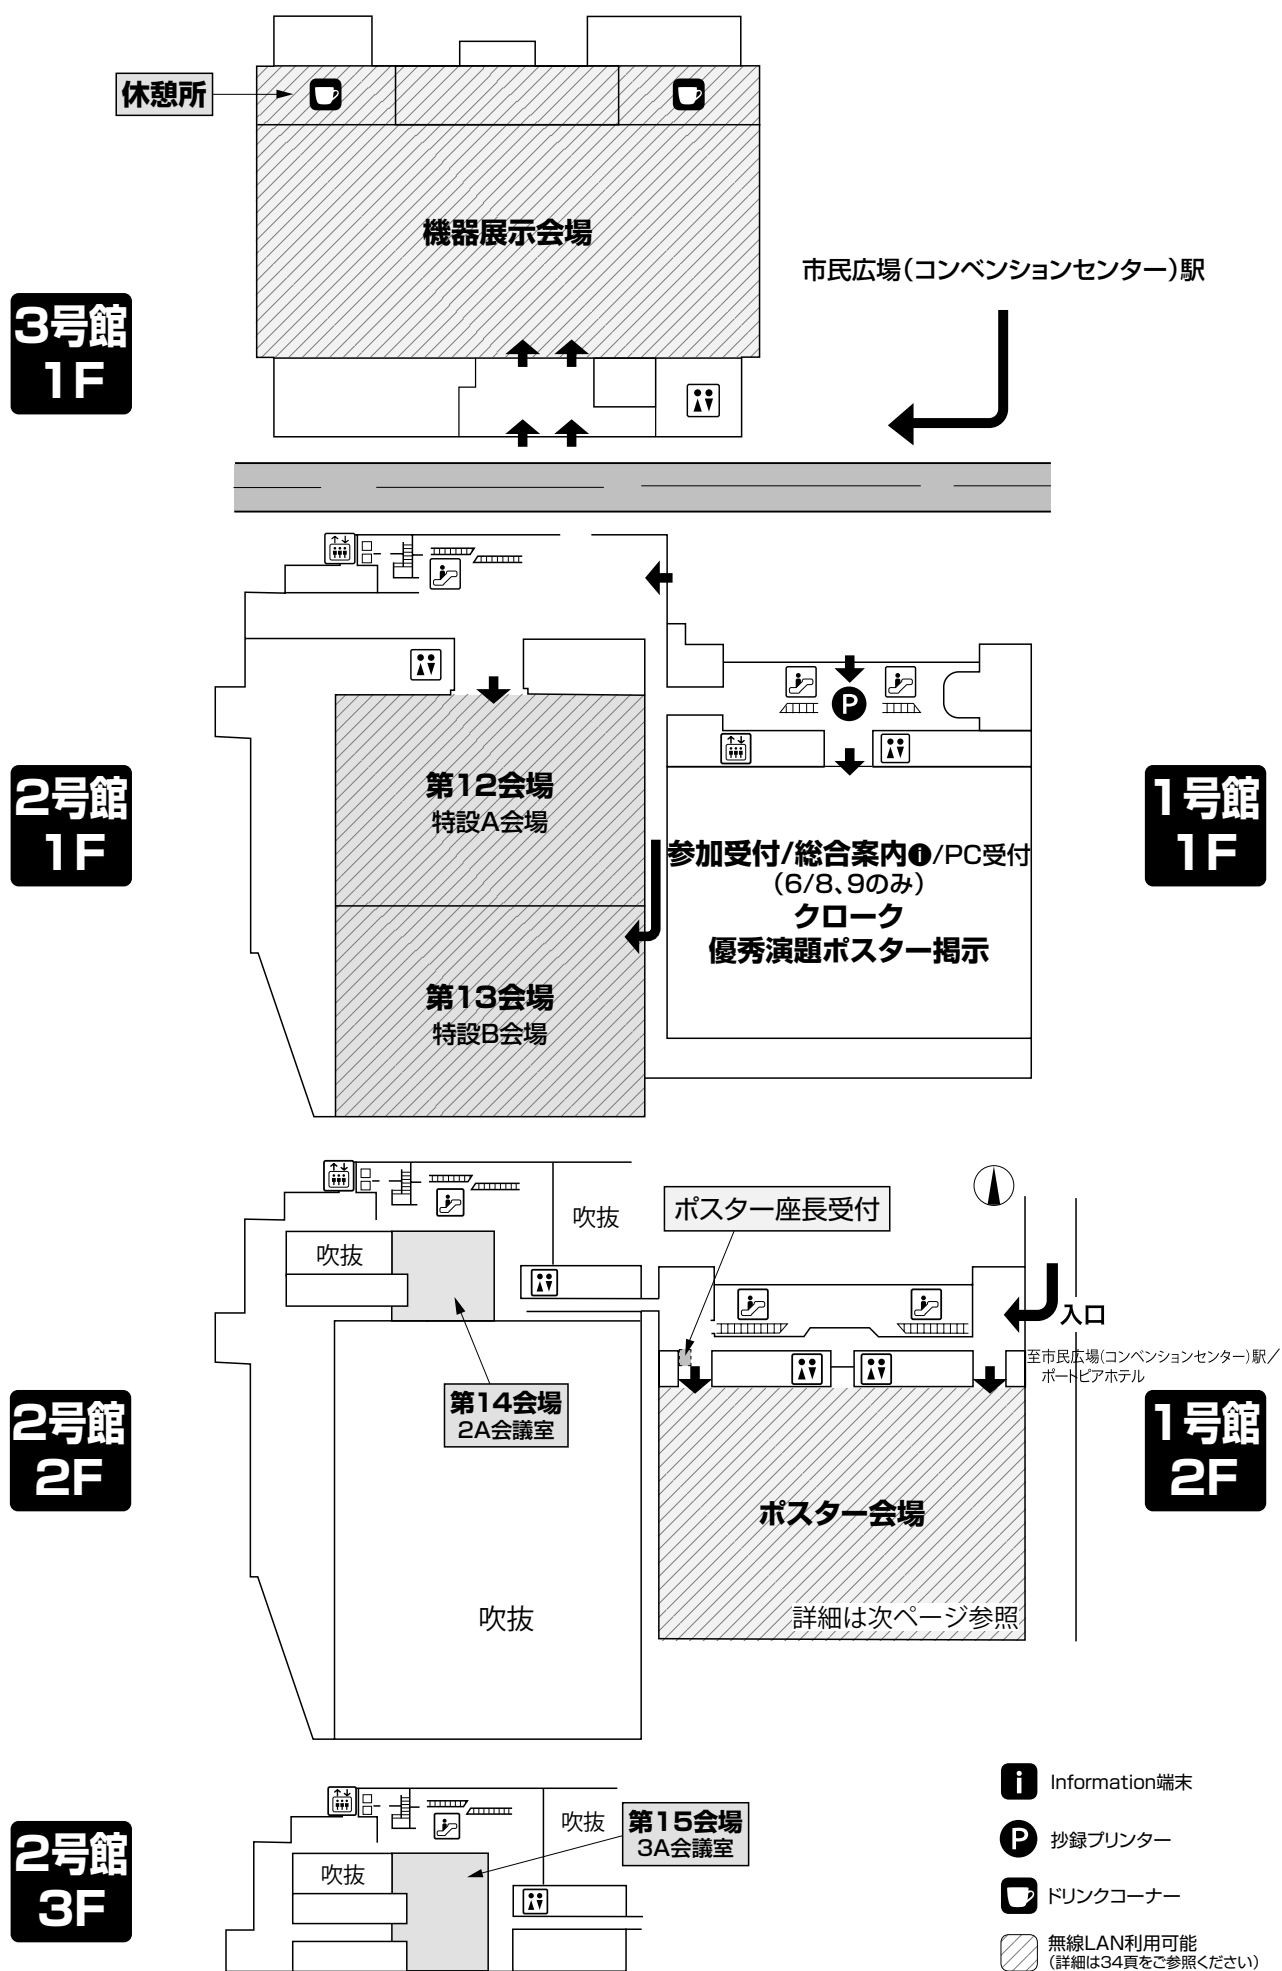 休憩所
機器展示会場
市民広場(コンベンションセンター)駅
3号館
1F
第12会場
特設A会場
2号館
1F
P
参加受付/総合案内i/PC受付
(6/8、9のみ)
クローク
優秀演題ポスター掲示
1号館
1F
第13会場
特設B会場
吹抜
ポスター座長受付
吹抜
入口
至市民広場(コンベンションセンター)駅/
ポートピアホテル
第14会場
2A会議室
2号館
2F
1号館
2F
ポスター会場
詳細は次ページ参照
吹抜
吹抜
第15会場
3A会議室
吹抜
2号館
3F
i Information端末
P 抄録プリンター
ドリンクコーナー
無線LAN利用可能
(詳細は34頁をご参照ください)